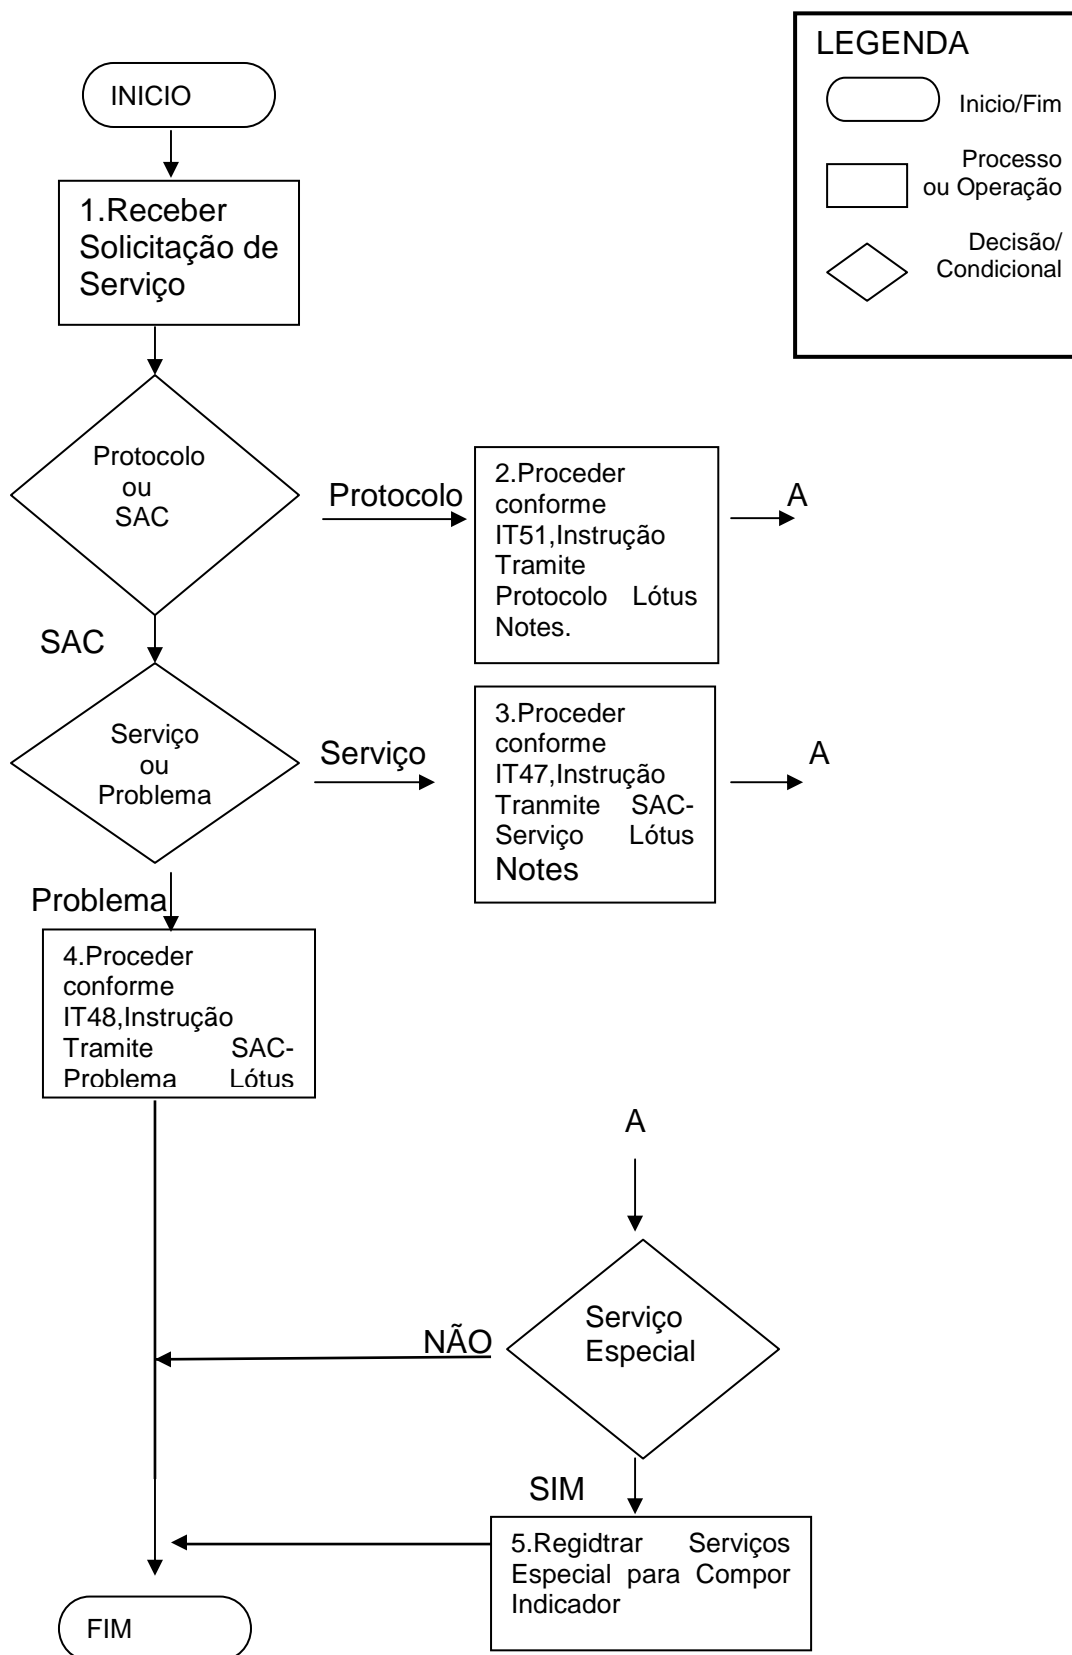 LEGENDA
Inicio/Fim
Processo
ou Operação
Decisão/
Condicional
INICIO
1.Receber
Solicitação de
Serviço
Protocolo
ou
SAC
Protocolo
2.Proceder
conforme
IT51,Instrução
Tramite
Protocolo Lótus
Notes.
A
SAC
Serviço
ou
Problema
Serviço
3.Proceder
conforme
IT47,Instrução
Tranmite SAC-
Serviço Lótus
Notes
A
Problema
4.Proceder
conforme
IT48,Instrução
Tramite SAC-
Problema Lótus
A
Serviço
Especial
NÃO
SIM
5.Regidtrar Serviços
Especial para Compor
Indicador
FIM